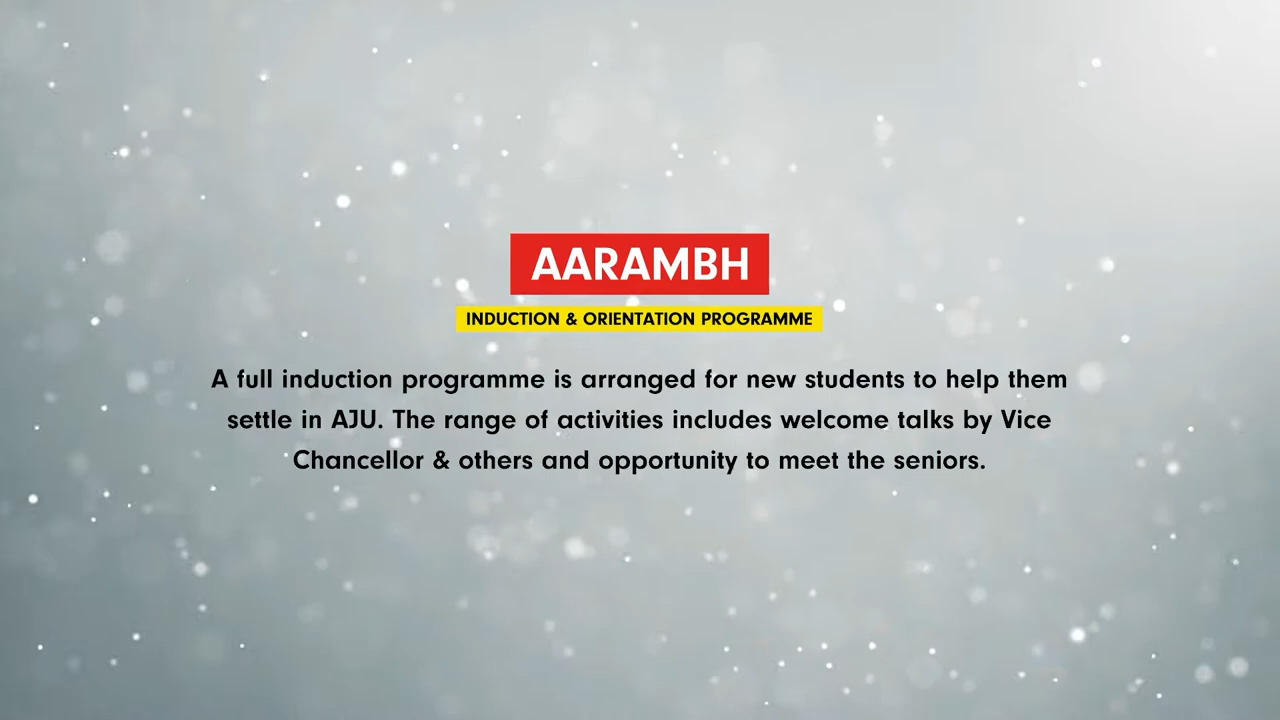 AARAMBH
INDUCTION & ORIENTATION PROGRAMME
A full induction programme is arranged for new students to help them
settle in AJU. The range of activities includes welcome talks by Vice
Chancellor & others and opportunity to meet the seniors.